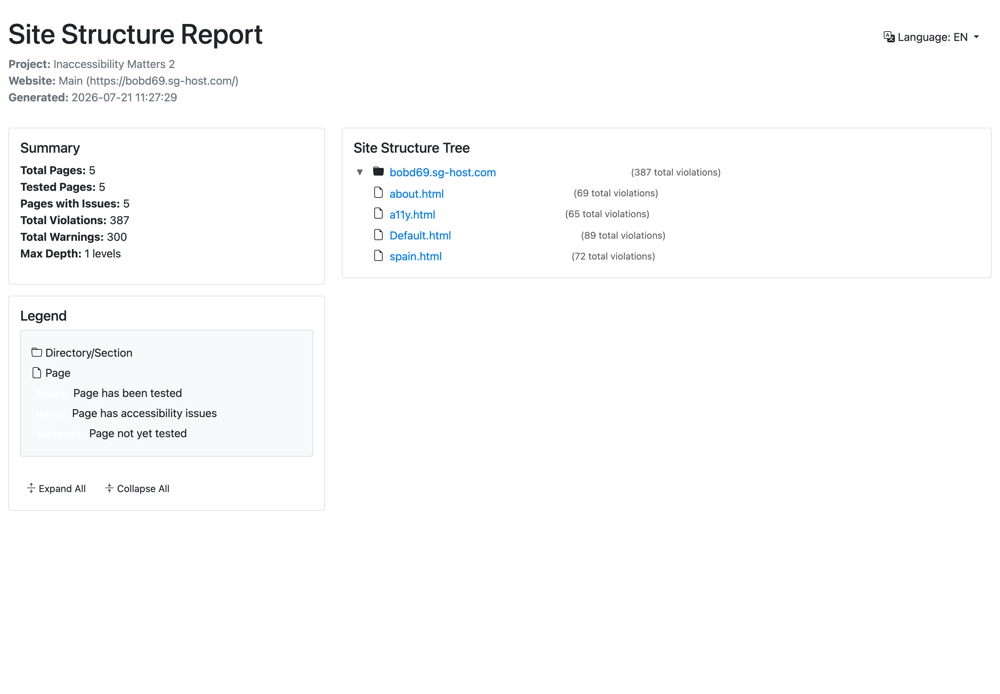 Site Structure Report
Language: EN
Project: Inaccessibility Matters 2
Website: Main (https://bobd69.sg-host.com/)
Generated: 2026-07-21 11:27:29
Summary
Total Pages: 5
Tested Pages: 5
Pages with Issues: 5
Total Violations: 387
Total Warnings: 300
Max Depth: 1 levels
Legend
Directory/Section
Page
Tested Page has been tested
Issues Page has accessibility issues
Not tested Page not yet tested
Expand All Collapse All
Site Structure Tree
bobd69.sg-host.com (387 total violations)
about.html (69 total violations)
a11y.html (65 total violations)
Default.html (89 total violations)
spain.html (72 total violations)